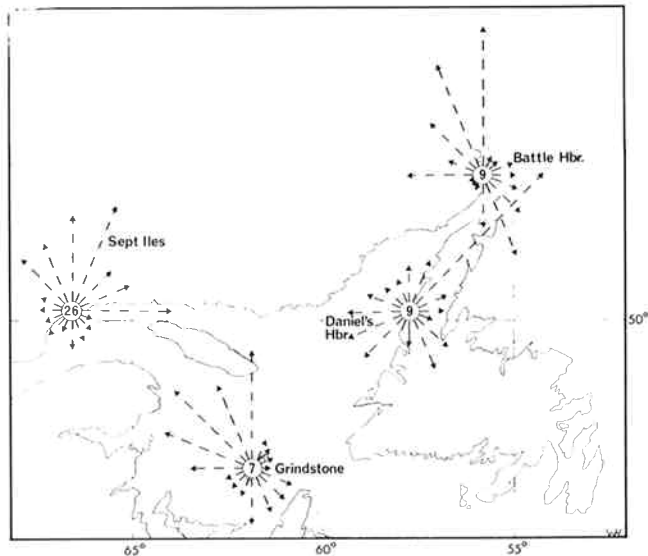 Battle Hbr.
9
Sept Iles
26
Daniel's
Hbr.
9
50°
7
Grindstone
65°
60°
55°